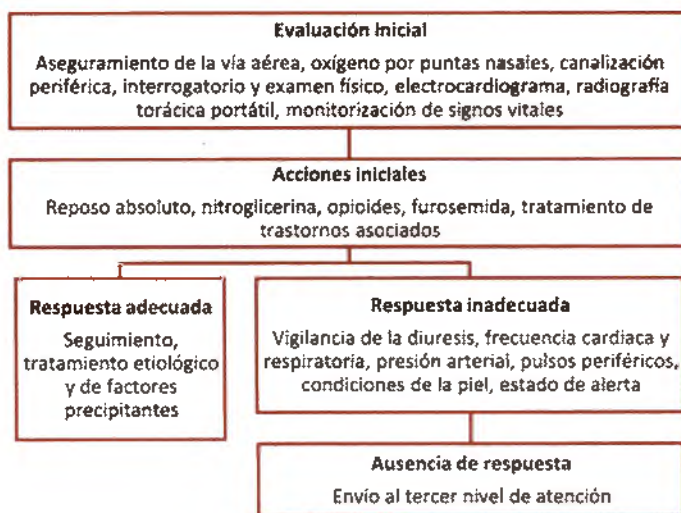 Evaluación Inicial
Aseguramiento de la vía aérea, oxígeno por puntas nasales, canalización
periférica, interrogatorio y examen físico, electrocardiograma, radiografía
torácica portátil, monitorización de signos vitales
Acciones iniciales
Reposo absoluto, nitroglicerina, opioides, furosemida, tratamiento de
trastornos asociados
Respuesta adecuada
Seguimiento,
tratamiento etiológico
y de factores
precipitantes
Respuesta inadecuada
Vigilancia de la diuresis, frecuencia cardiaca y
respiratoria, presión arterial, pulsos periféricos,
condiciones de la piel, estado de alerta
Ausencia de respuesta
Envío al tercer nivel de atención